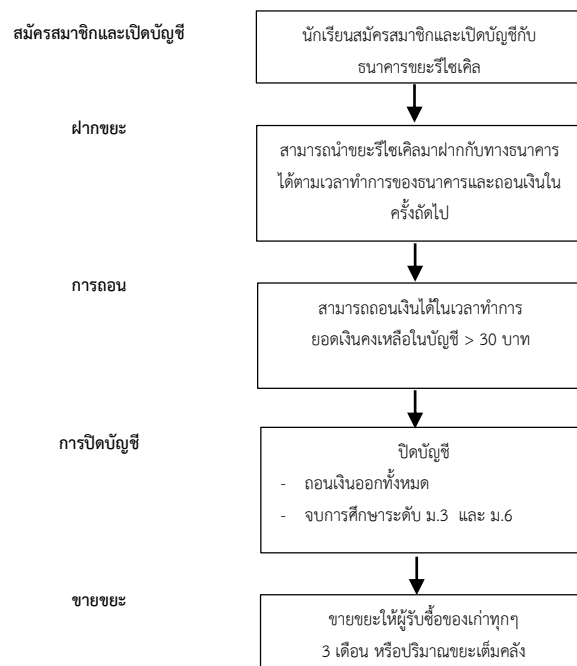 สมัครสมาชิกและเปิดบัญชี
นักเรียนสมัครสมาชิกและเปิดบัญชีกับ
ธนาคารขยะรีไซเคิล
ฝากขยะ
สามารถนำขยะรีไซเคิลมาฝากกับทางธนาคาร
ได้ตามเวลาทำการของธนาคารและถอนเงินใน
ครั้งถัดไป
การถอน
สามารถถอนเงินได้ในเวลาทำการ
ยอดเงินคงเหลือในบัญชี > 30 บาท
การปิดบัญชี
ปิดบัญชี
- ถอนเงินออกทั้งหมด
- จบการศึกษาระดับ ม.3 และ ม.6
ขายขยะ
ขายขยะให้ผู้รับซื้อของเก่าทุกๆ
3 เดือน หรือปริมาณขยะเต็มคลัง